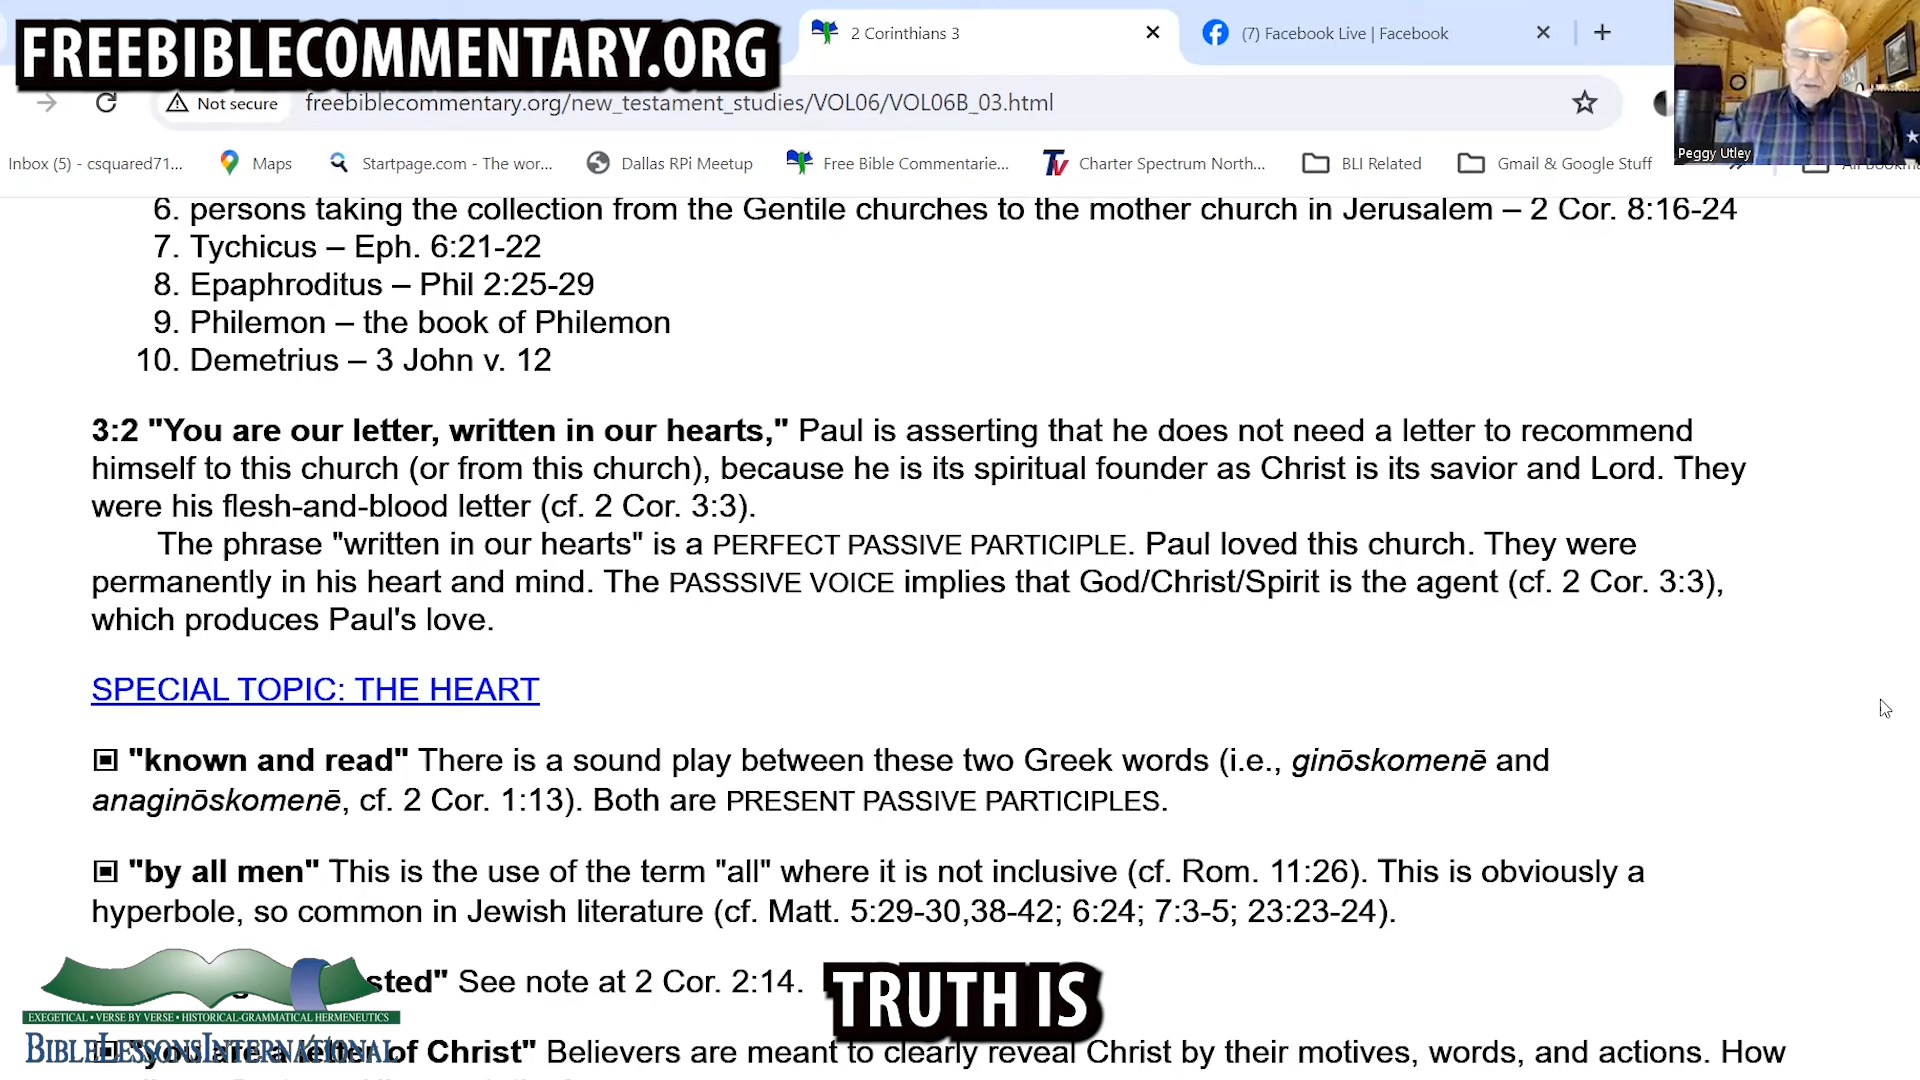 FREEBIBLECOMMENTARY.ORG
2 Corinthians 3
(7) Facebook Live | Facebook
Not secure
freebiblecommentary.org/new_testament_studies/VOL06/VOL06B_03.html
Peggy Utley
Inbox (5) - csquared71...
Maps
Startpage.com - The wor...
Dallas RPi Meetup
Free Bible Commentarie...
Charter Spectrum North...
BLI Related
Gmail & Google Stuff
6. persons taking the collection from the Gentile churches to the mother church in Jerusalem – 2 Cor. 8:16-24
7. Tychicus – Eph. 6:21-22
8. Epaphroditus – Phil 2:25-29
9. Philemon – the book of Philemon
10. Demetrius – 3 John v. 12
3:2 "You are our letter, written in our hearts," Paul is asserting that he does not need a letter to recommend
himself to this church (or from this church), because he is its spiritual founder as Christ is its savior and Lord. They
were his flesh-and-blood letter (cf. 2 Cor. 3:3).
The phrase "written in our hearts" is a PERFECT PASSIVE PARTICIPLE. Paul loved this church. They were
permanently in his heart and mind. The PASSSIVE VOICE implies that God/Christ/Spirit is the agent (cf. 2 Cor. 3:3),
which produces Paul's love.
SPECIAL TOPIC: THE HEART
"known and read" There is a sound play between these two Greek words (i.e., ginōskomenē and
anaginōskomenē, cf. 2 Cor. 1:13). Both are PRESENT PASSIVE PARTICIPLES.
"by all men" This is the use of the term "all" where it is not inclusive (cf. Rom. 11:26). This is obviously a
hyperbole, so common in Jewish literature (cf. Matt. 5:29-30,38-42; 6:24; 7:3-5; 23:23-24).
sted" See note at 2 Cor. 2:14.
TRUTH IS
EXEGETICAL • VERSE BY VERSE • HISTORICAL-GRAMMATICAL HERMENEUTICS
BIBLELESSONSINTERNATIONAL
"you are a letter of Christ" Believers are meant to clearly reveal Christ by their motives, words, and actions. How